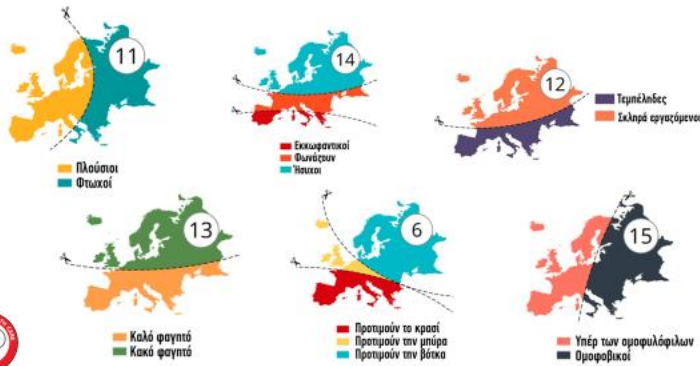 11
Πλούσιοι
Φτωχοί
14
Εκκωφαντικοί
Φωνάζουν
Ήσυχοι
12
Τεμπέληδες
Σκληρά εργαζόμενοι
13
Καλό φαγητό
Κακό φαγητό
6
Προτιμούν το κρασί
Προτιμούν την μπύρα
Προτιμούν την βότκα
15
Υπέρ των ομοφυλόφιλων
Ομοφοβικοί